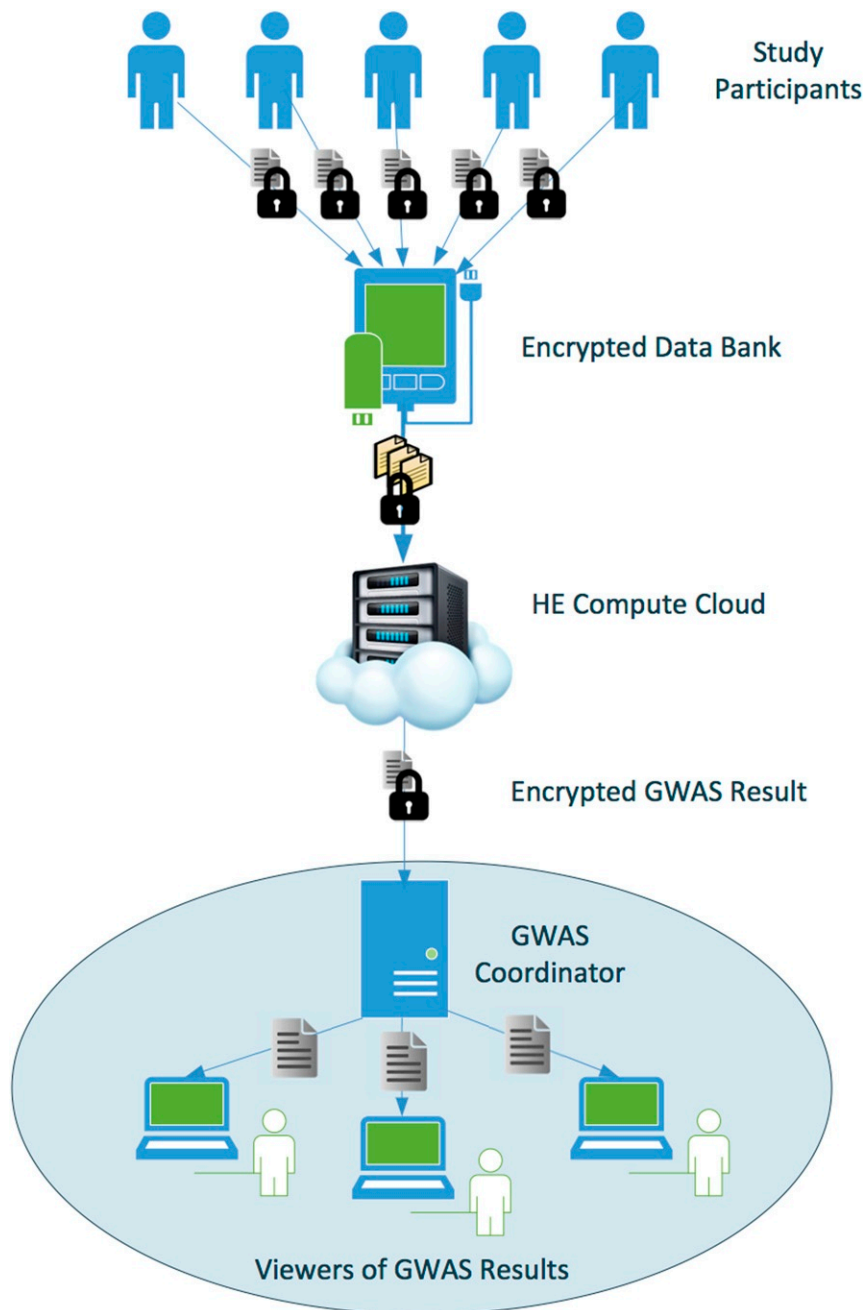 Study
Participants
Encrypted Data Bank
HE Compute Cloud
Encrypted GWAS Result
GWAS
Coordinator
Viewers of GWAS Results